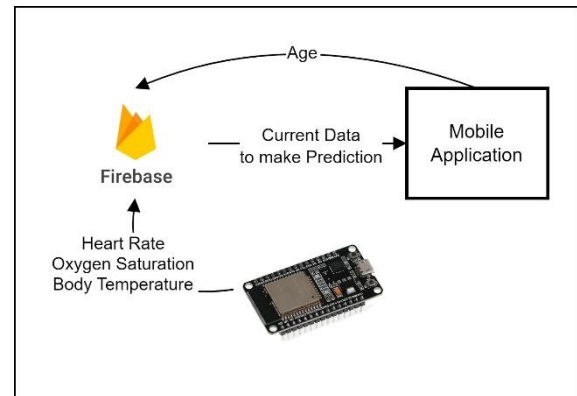 Age
Firebase
Current Data
to make Prediction
Mobile
Application
Heart Rate
Oxygen Saturation
Body Temperature